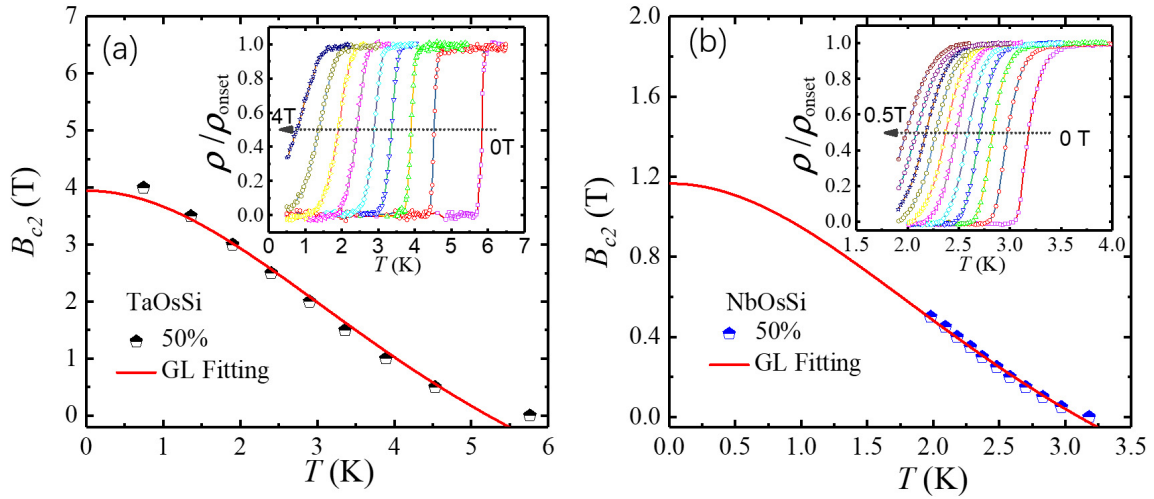 (a)
7
6
5
4
3
2
1
0
B_c2 (T)
0 1 2 3 4 5 6
T (K)
TaOsSi
50%
GL Fitting
1.0
0.8
0.6
0.4
0.2
0.0
ρ/ρ_onset
4T
0T
0 1 2 3 4 5 6 7
T (K)
(b)
2.0
1.6
1.2
0.8
0.4
0.0
B_c2 (T)
0.0 0.5 1.0 1.5 2.0 2.5 3.0 3.5
T (K)
NbOsSi
50%
GL Fitting
1.0
0.8
0.6
0.4
0.2
0.0
ρ/ρ_onset
0.5T
0 T
1.5 2.0 2.5 3.0 3.5 4.0
T (K)